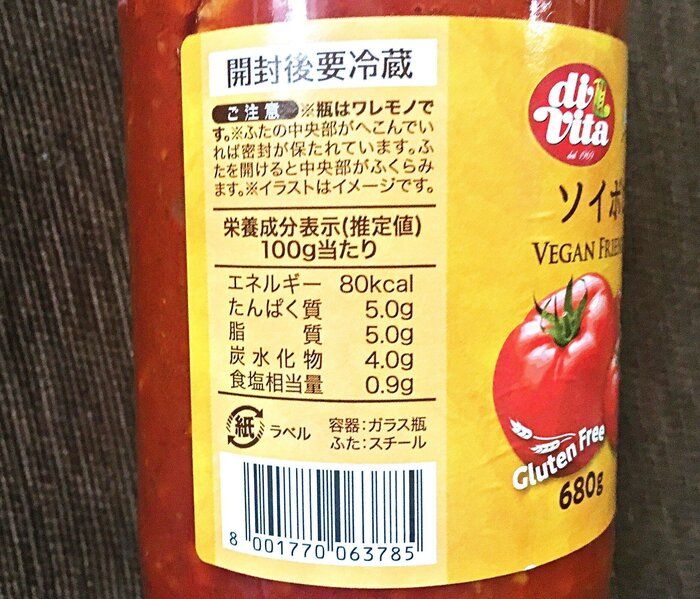 開封後要冷蔵
ご注意 ※瓶はワレモノで
す。※ふたの中央部がへこんでい
れば密封が保たれています。ふ
たを開けると中央部がふくらみ
ます。※イラストはイメージです。
栄養成分表示(推定値)
100g当たり
エネルギー 80kcal
たんぱく質 5.0g
脂質 5.0g
炭水化物 4.0g
食塩相当量 0.9g
紙 ラベル 容器:ガラス瓶
ふた:スチール
8 001770 063785
di
Vita
dal 1903
ソイボ
VEGAN FRIE
Gluten Free
680g